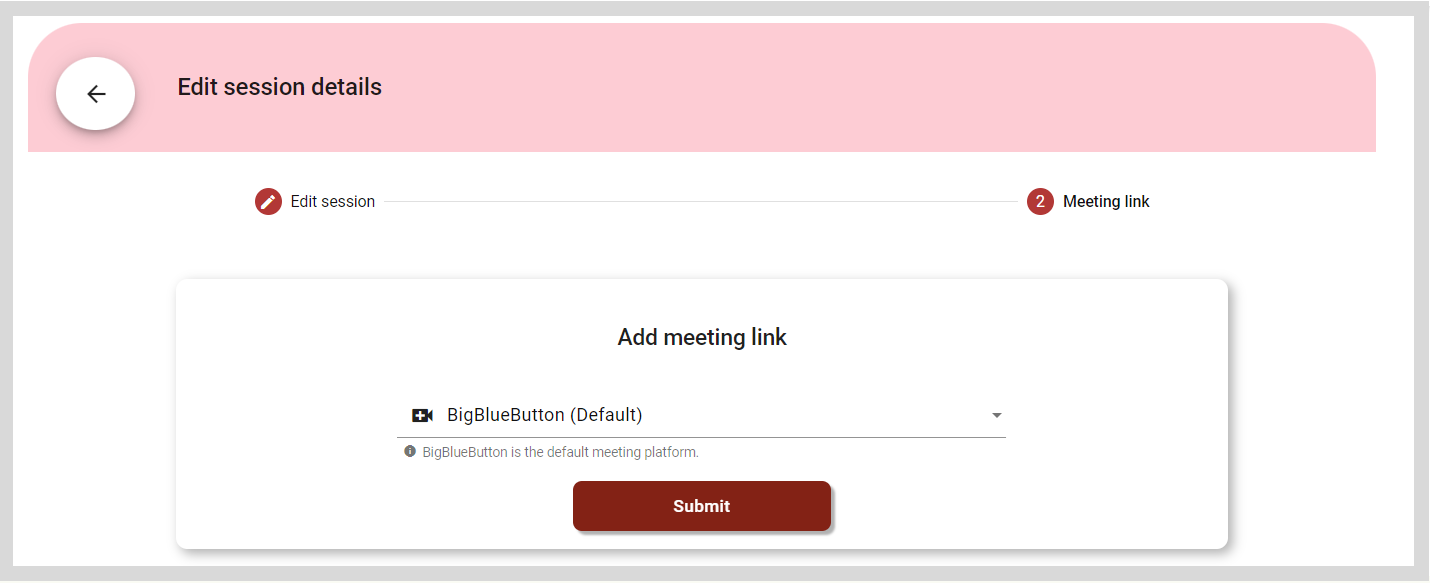 Edit session details
Edit session
2 Meeting link
Add meeting link
BigBlueButton (Default)
BigBlueButton is the default meeting platform.
Submit